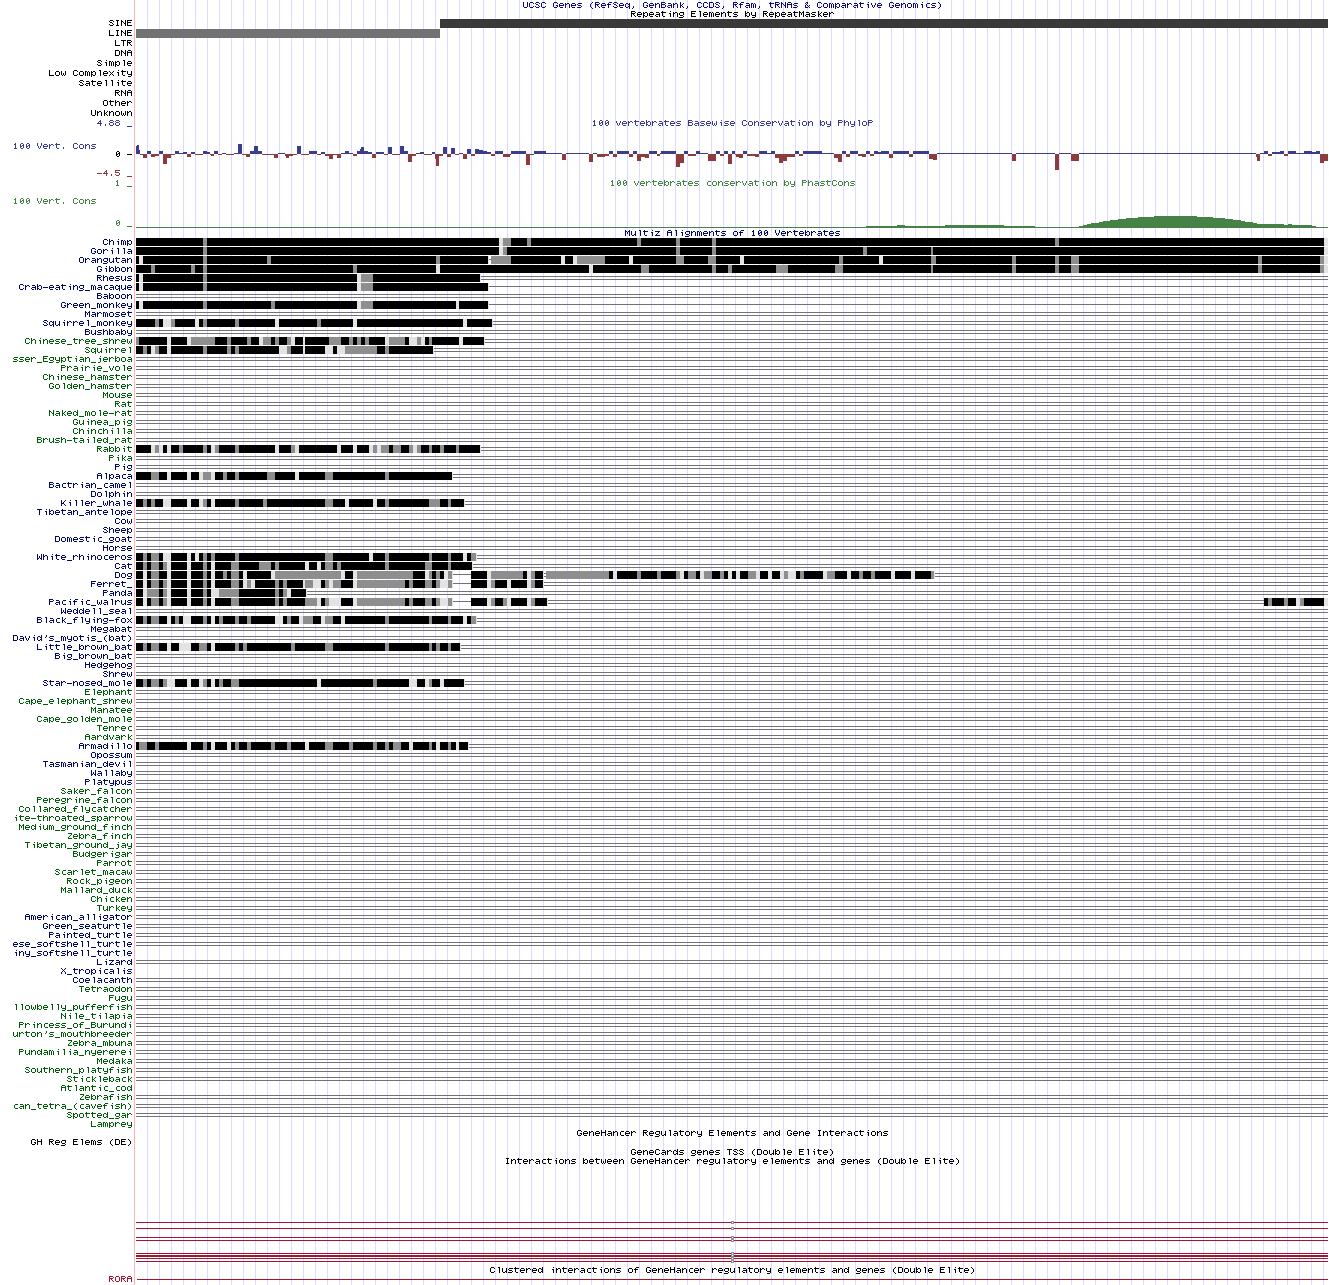 UCSC Genes (RefSeq, GenBank, CCDS, Rfam, tRNAs & Comparative Genomics)
Repeating Elements by RepeatMasker
SINE
LINE
LTR
DNA
Simple
Low Complexity
Satellite
RNA
Other
Unknown
4.88 _
100 vertebrates Basewise Conservation by PhyloP
100 Vert. Cons
0 _
-4.5 _
1 _
100 vertebrates conservation by PhastCons
100 Vert. Cons
0 _
Multiz Alignments of 100 Vertebrates
Chimp
Gorilla
Orangutan
Gibbon
Rhesus
Crab-eating_macaque
Baboon
Green_monkey
Marmoset
Squirrel_monkey
Bushbaby
Chinese_tree_shrew
Squirrel
sser_Egyptian_jerboa
Prairie_vole
Chinese_hamster
Golden_hamster
Mouse
Rat
Naked_mole-rat
Guinea_pig
Chinchilla
Brush-tailed_rat
Rabbit
Pika
Pig
Alpaca
Bactrian_camel
Dolphin
Killer_whale
Tibetan_antelope
Cow
Sheep
Domestic_goat
Horse
White_rhinoceros
Cat
Dog
Ferret_
Panda
Pacific_walrus
Weddell_seal
Black_flying-fox
Megabat
David's_myotis_(bat)
Little_brown_bat
Big_brown_bat
Hedgehog
Shrew
Star-nosed_mole
Elephant
Cape_elephant_shrew
Manatee
Cape_golden_mole
Tenrec
Aardvark
Armadillo
Opossum
Tasmanian_devil
Wallaby
Platypus
Saker_falcon
Peregrine_falcon
Collared_flycatcher
ite-throated_sparrow
Medium_ground_finch
Zebra_finch
Tibetan_ground_jay
Budgerigar
Parrot
Scarlet_macaw
Rock_pigeon
Mallard_duck
Chicken
Turkey
American_alligator
Green_seaturtle
Painted_turtle
ese_softshell_turtle
iny_softshell_turtle
Lizard
X_tropicalis
Coelacanth
Tetraodon
Fugu
llowbelly_pufferfish
Nile_tilapia
Princess_of_Burundi
urton's_mouthbreeder
Zebra_mbuna
Pundamilia_nyererei
Medaka
Southern_platyfish
Stickleback
Atlantic_cod
Zebrafish
can_tetra_(cavefish)
Spotted_gar
Lamprey
GeneHancer Regulatory Elements and Gene Interactions
GH Reg Elems (DE)
GeneCards genes TSS (Double Elite)
Interactions between GeneHancer regulatory elements and genes (Double Elite)
Clustered interactions of GeneHancer regulatory elements and genes (Double Elite)
RORA